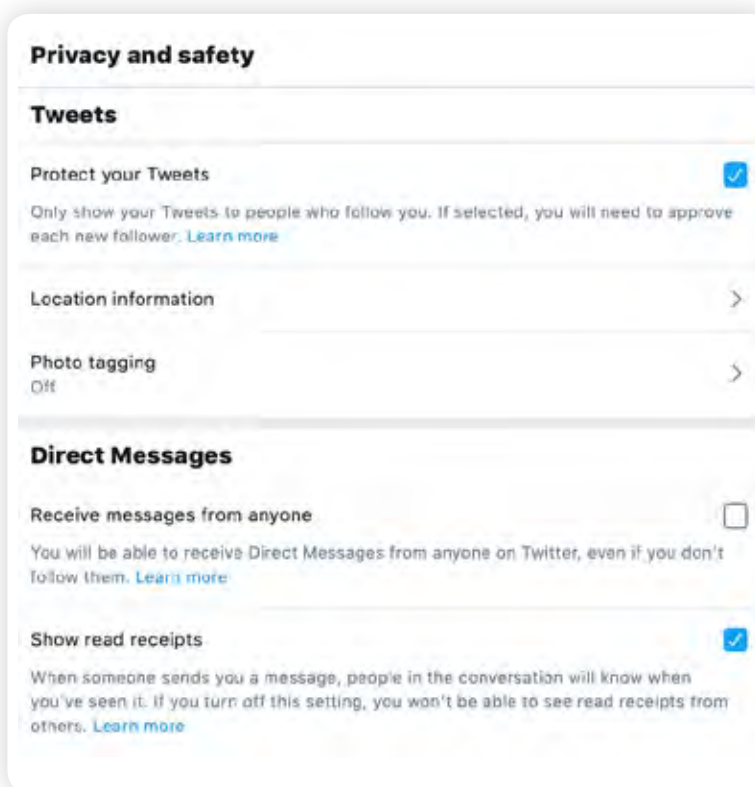 Privacy and safety
Tweets
Protect your Tweets
Only show your Tweets to people who follow you. If selected, you will need to approve
each new follower. Learn more
Location information
Photo tagging
Off
Direct Messages
Receive messages from anyone
You will be able to receive Direct Messages from anyone on Twitter, even if you don't
follow them. Learn more
Show read receipts
When someone sends you a message, people in the conversation will know when
you've seen it. If you turn off this setting, you won't be able to see read receipts from
others. Learn more